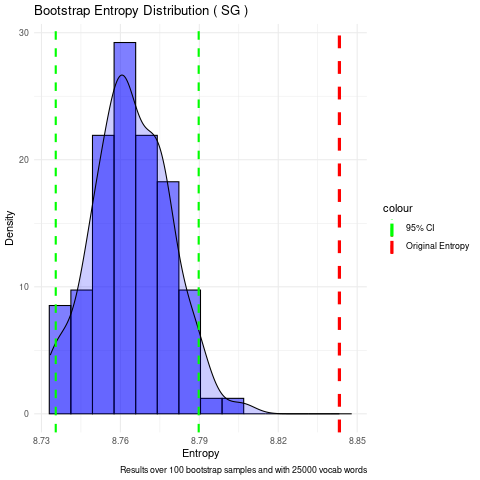 Bootstrap Entropy Distribution ( SG )
30
20
10
0
Density
8.73
8.76
8.79
8.82
8.85
Entropy
colour
95% CI
Original Entropy
Results over 100 bootstrap samples and with 25000 vocab words